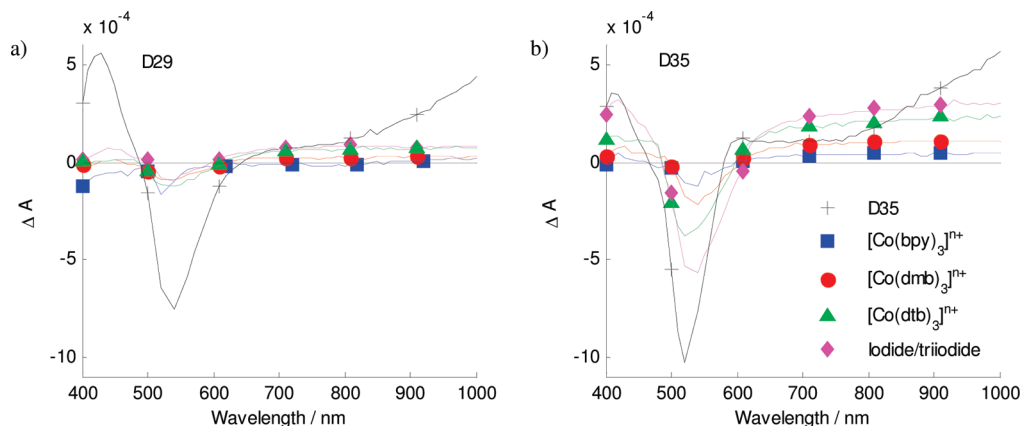 a)
x 10⁻⁴
D29
5
0
-5
-10
Δ A
400 500 600 700 800 900 1000
Wavelength / nm
b)
x 10⁻⁴
D35
5
0
-5
-10
Δ A
D35
[Co(bpy)₃]ⁿ⁺
[Co(dmb)₃]ⁿ⁺
[Co(dtb)₃]ⁿ⁺
Iodide/triiodide
400 500 600 700 800 900 1000
Wavelength / nm